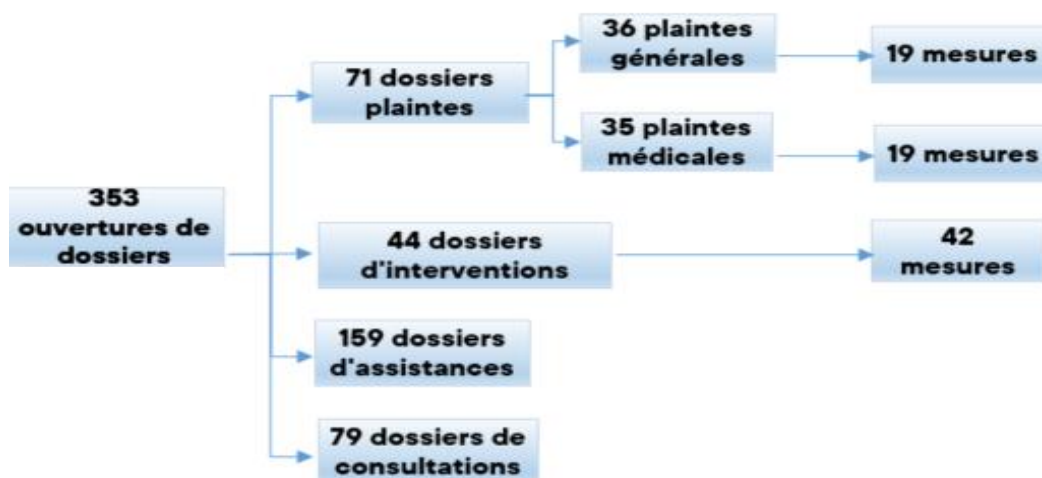 353
ouvertures de
dossiers
71 dossiers
plaintes
36 plaintes
générales
19 mesures
35 plaintes
médicales
19 mesures
44 dossiers
d'interventions
42
mesures
159 dossiers
d'assistances
79 dossiers de
consultations